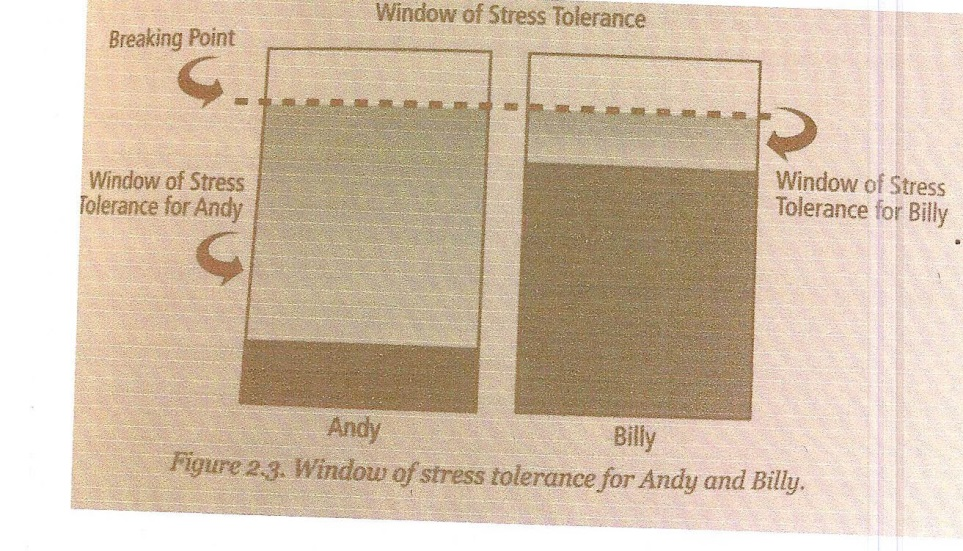 Window of Stress Tolerance
Breaking Point
Window of Stress
Tolerance for Andy
Window of Stress
Tolerance for Billy
Andy
Billy
Figure 2.3. Window of stress tolerance for Andy and Billy.